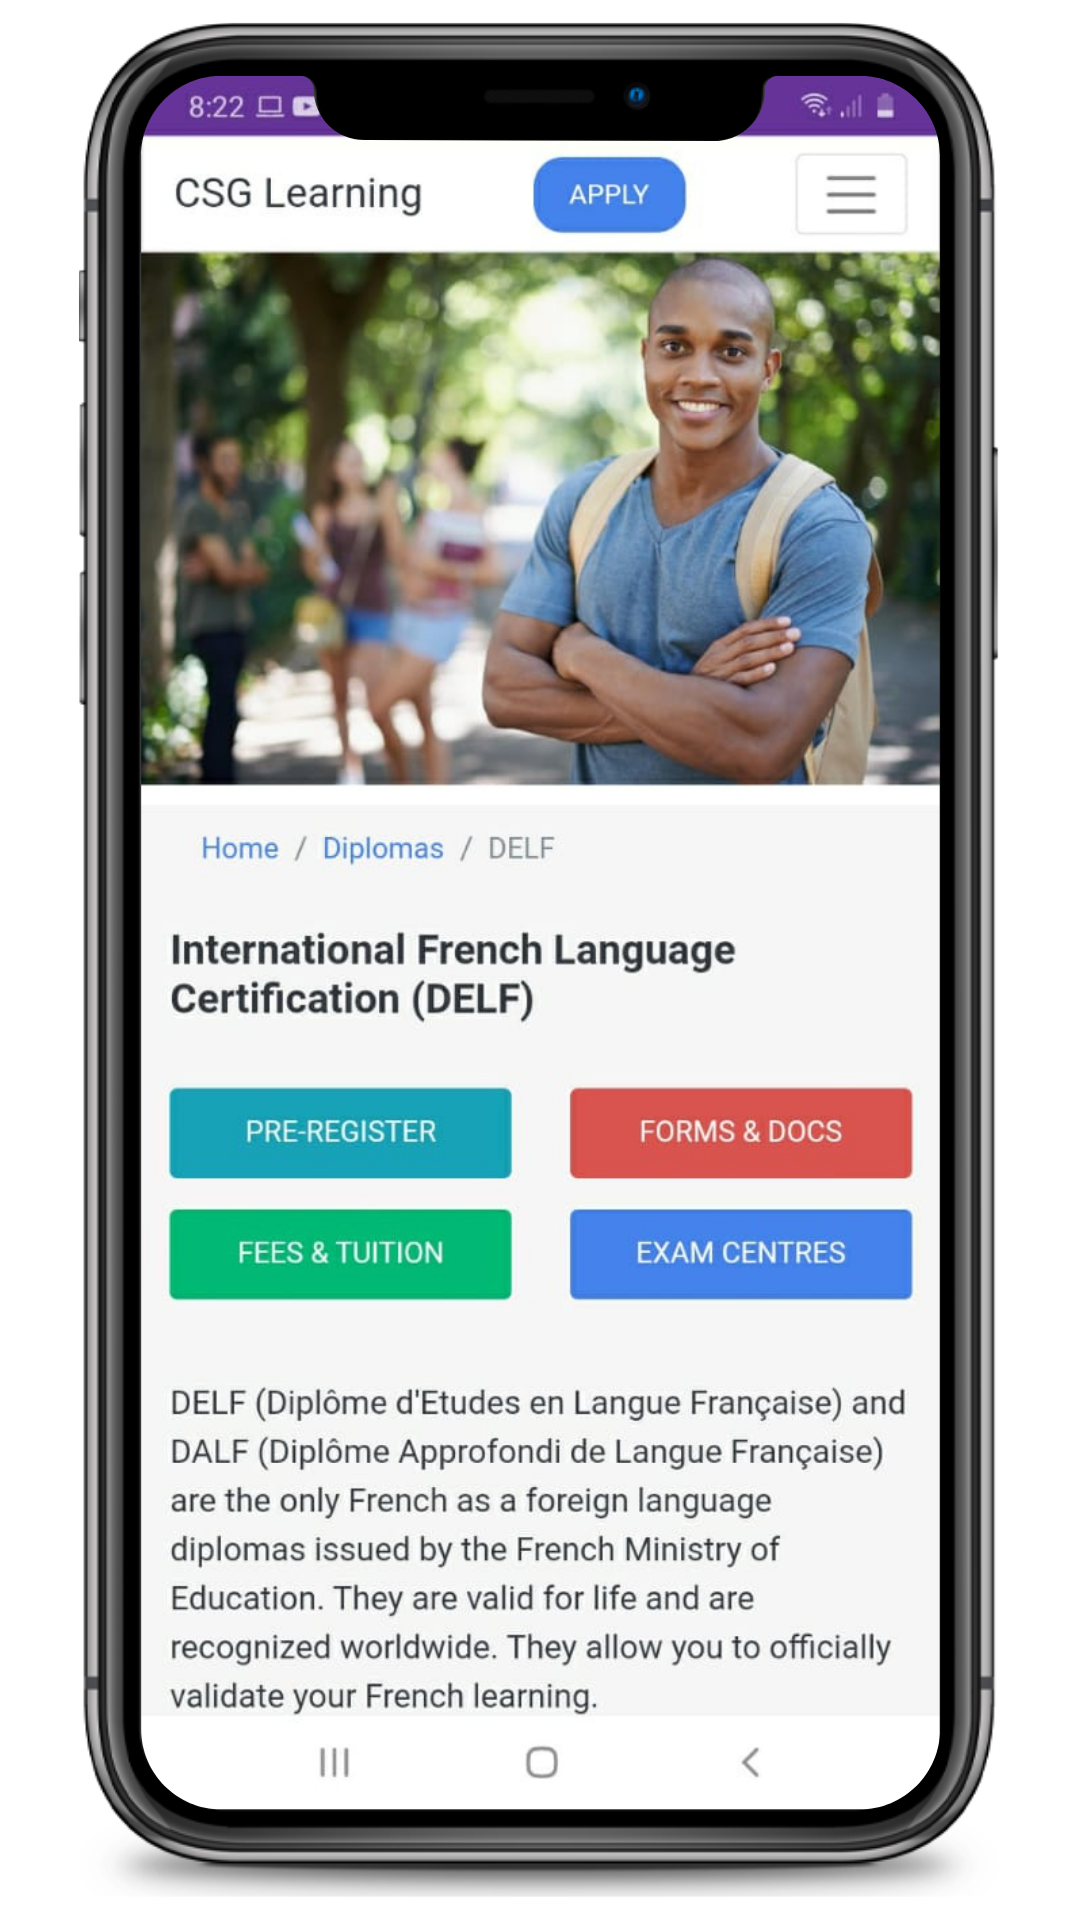 8:22
CSG Learning
APPLY
Home / Diplomas / DELF
International French Language
Certification (DELF)
PRE-REGISTER
FORMS & DOCS
FEES & TUITION
EXAM CENTRES
DELF (Diplôme d'Etudes en Langue Française) and
DALF (Diplôme Approfondi de Langue Française)
are the only French as a foreign language
diplomas issued by the French Ministry of
Education. They are valid for life and are
recognized worldwide. They allow you to officially
validate your French learning.